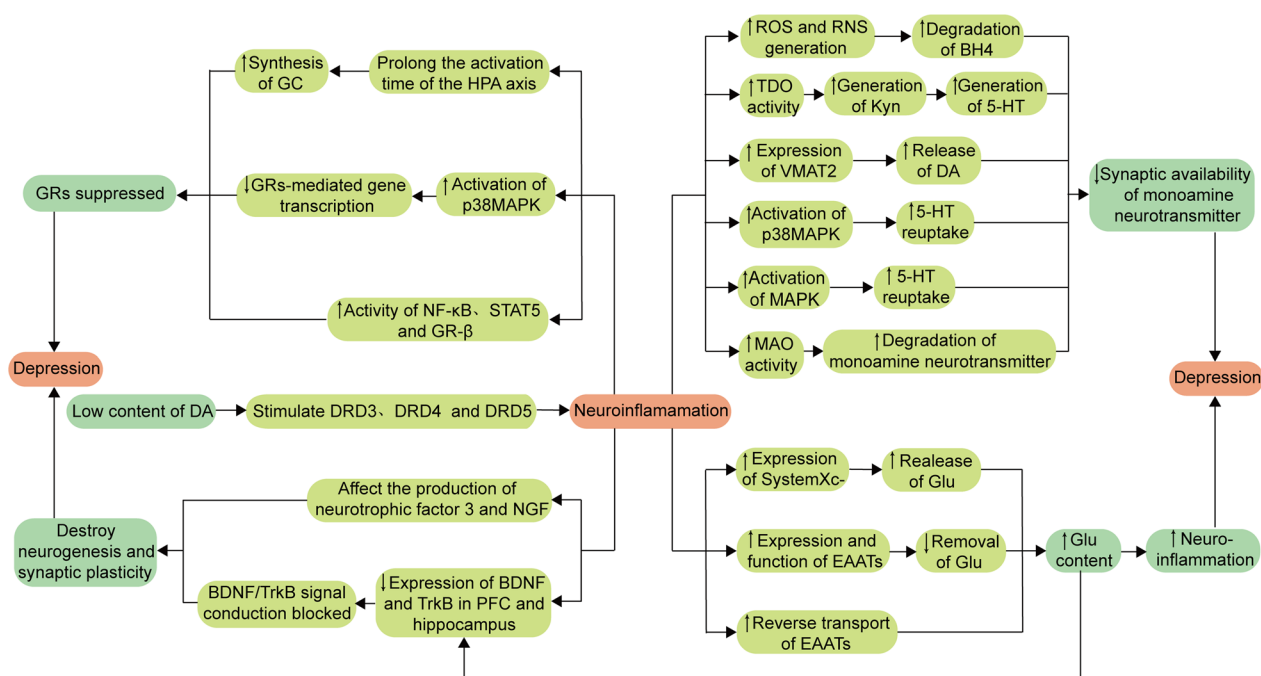 ↑Synthesis
of GC
Prolong the activation
time of the HPA axis
GRs suppressed
↓GRs-mediated gene
transcription
↑Activation of
p38MAPK
↑Activity of NF-κB、STAT5
and GR-β
Depression
Low content of DA
Stimulate DRD3、DRD4 and DRD5
Neuroinflamamation
Affect the production of
neurotrophic factor 3 and NGF
Destroy
neurogenesis and
synaptic plasticity
BDNF/TrkB signal
conduction blocked
↓Expression of BDNF
and TrkB in PFC and
hippocampus
↑ROS and RNS
generation
↑Degradation
of BH4
↑TDO
activity
↑Generation
of Kyn
↑Generation
of 5-HT
↑Expression
of VMAT2
↑Release
of DA
↑Activation of
p38MAPK
↑5-HT
reuptake
↑Activation
of MAPK
↑5-HT
reuptake
↑MAO
activity
↑Degradation of
monoamine neurotransmitter
↓Synaptic availability
of monoamine
neurotransmitter
Depression
↑Expression
of SystemXc-
↑Realease
of Glu
↑Expression and
function of EAATs
↓Removal
of Glu
↑Reverse transport
of EAATs
↑Glu
content
↑Neuro-
inflammation